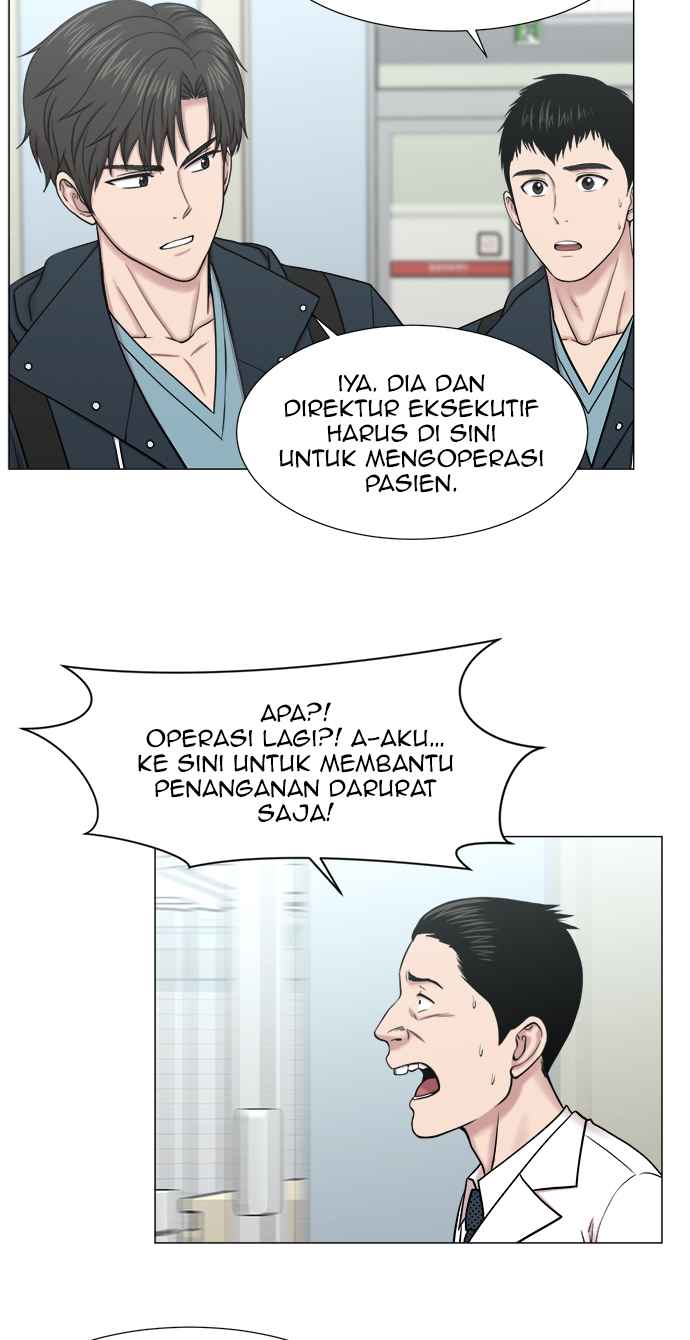 IYA. DIA DAN
DIREKTUR EKSEKUTIF
HARUS DI SINI
UNTUK MENGOPERASI
PASIEN.
APA?!
OPERASI LAGI?! A-AKU...
KE SINI UNTUK MEMBANTU
PENANGANAN DARURAT
SAJA!